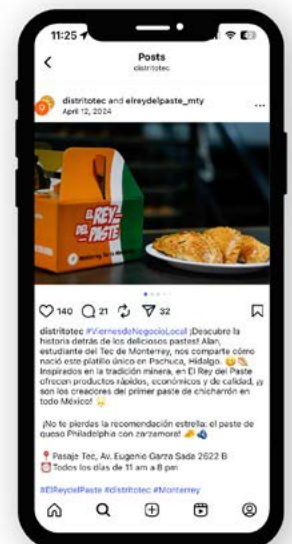 11:25
Posts
distritotec
distritotec and elreydelpaste_mty
April 12, 2024
EL REY
DEL PASTE
140 21 32
distritotec #ViernesdeNegocioLocal ¡Descubre la
historia detrás de los deliciosos pastes! Alan,
estudiante del Tec de Monterrey, nos comparte cómo
nació este platillo único en Pachuca, Hidalgo. 😋🥟
Inspirados en la tradición minera, en El Rey del Paste
ofrecen productos rápidos, económicos y de calidad, ¡y
son los creadores del primer paste de chicharrón en
todo México!
¡No te pierdas la recomendación estrella: el paste de
queso Philadelphia con zarzamora!
📍 Pasaje Tec, Av. Eugenio Garza Sada 2622 B
⏰ Todos los días de 11 am a 8 pm
#ElReydelPaste #distritotec #Monterrey